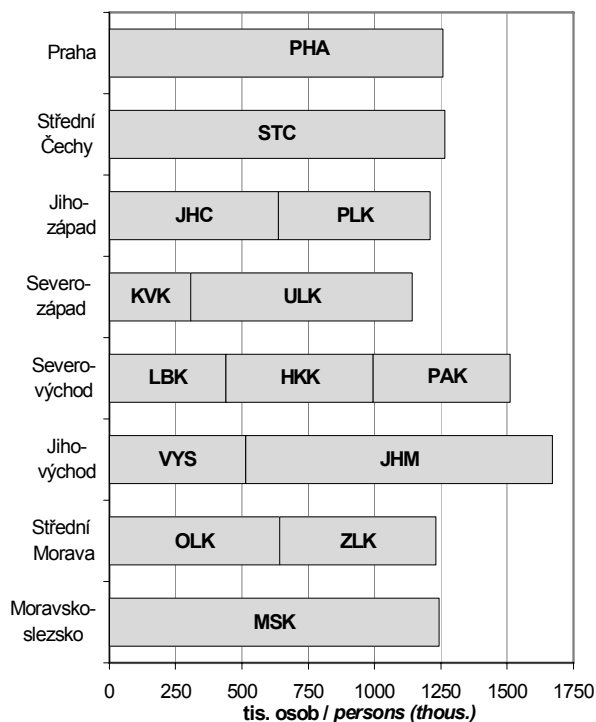 Praha
PHA
Střední
Čechy
STC
Jiho-
západ
JHC PLK
Severo-
západ
KVK ULK
Severo-
východ
LBK HKK PAK
Jiho-
východ
VYS JHM
Střední
Morava
OLK ZLK
Moravsko-
slezsko
MSK
0 250 500 750 1000 1250 1500 1750
tis. osob / persons (thous.)